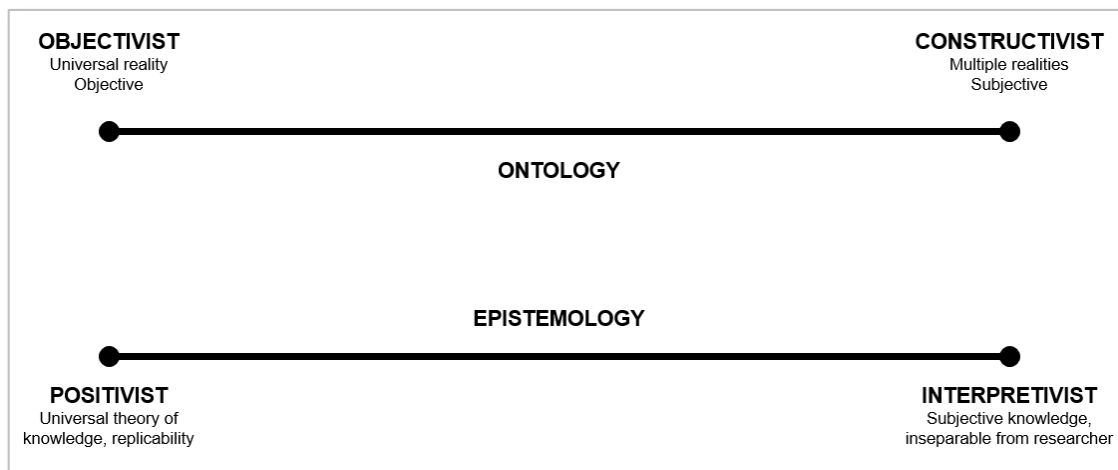 OBJECTIVIST
Universal reality
Objective
CONSTRUCTIVIST
Multiple realities
Subjective
ONTOLOGY
EPISTEMOLOGY
POSITIVIST
Universal theory of
knowledge, replicability
INTERPRETIVIST
Subjective knowledge,
inseparable from researcher